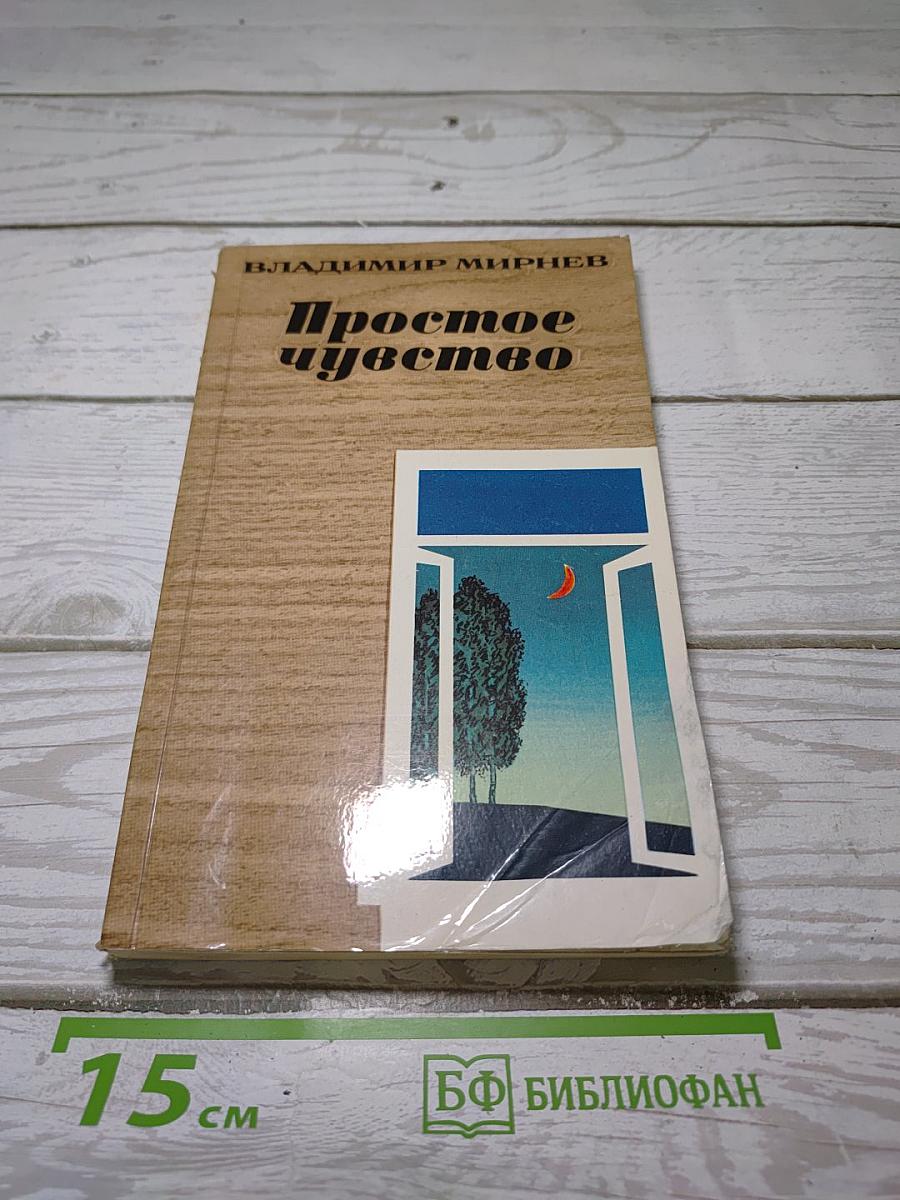 ВЛАДИМИР МИРНЕВ
Простое
чувство
15 см
БФ БИБЛИОФАН